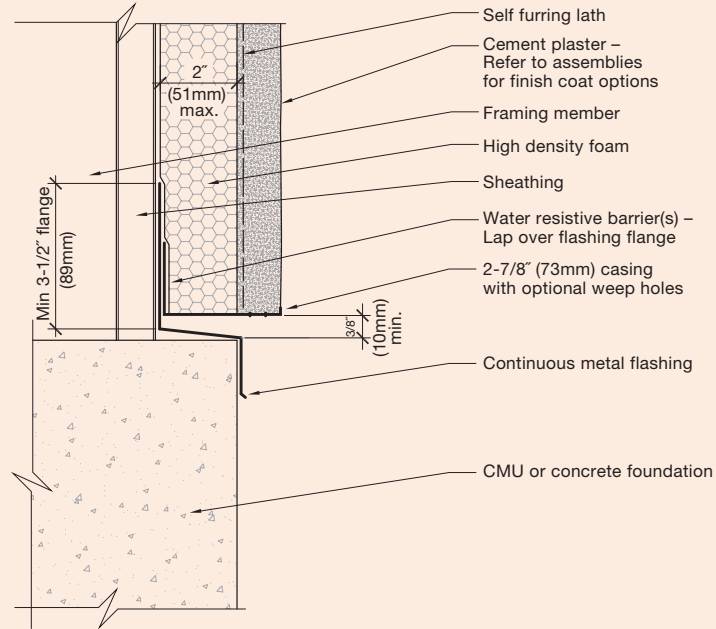 Self furring lath
Cement plaster –
Refer to assemblies
for finish coat options
2″
(51mm)
max.
Framing member
High density foam
Sheathing
Min 3-1/2″ flange
(89mm)
Water resistive barrier(s) –
Lap over flashing flange
2-7/8″ (73mm) casing
with optional weep holes
3/8″
(10mm)
min.
Continuous metal flashing
CMU or concrete foundation